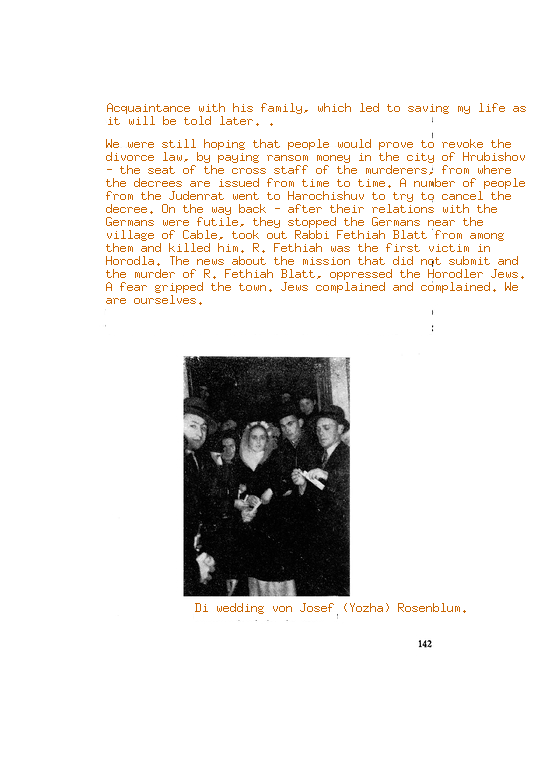 Acquaintance with his family, which led to saving my life as
it will be told later. .
We were still hoping that people would prove to revoke the
divorce law, by paying ransom money in the city of Hrubishov
- the seat of the cross staff of the murderers; from where
the decrees are issued from time to time. A number of people
from the Judenrat went to Harochishuv to try to cancel the
decree. On the way back - after their relations with the
Germans were futile, they stopped the Germans near the
village of Cable, took out Rabbi Fethiah Blatt from among
them and killed him. R. Fethiah was the first victim in
Horodla. The news about the mission that did not submit and
the murder of R. Fethiah Blatt, oppressed the Horodler Jews.
A fear gripped the town. Jews complained and complained. We
are ourselves.
Di wedding von Josef (Yozha) Rosenblum.
142